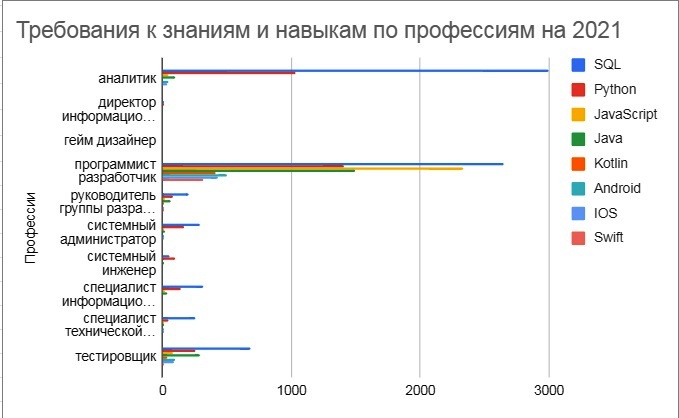 Требования к знаниям и навыкам по профессиям на 2021
SQL
Python
JavaScript
Java
Kotlin
Android
IOS
Swift
Профессии
аналитик
директор
информацио…
гейм дизайнер
программист
разработчик
руководитель
группы разра…
системный
администратор
системный
инженер
специалист
информацио…
специалист
технической…
тестировщик
0
1000
2000
3000